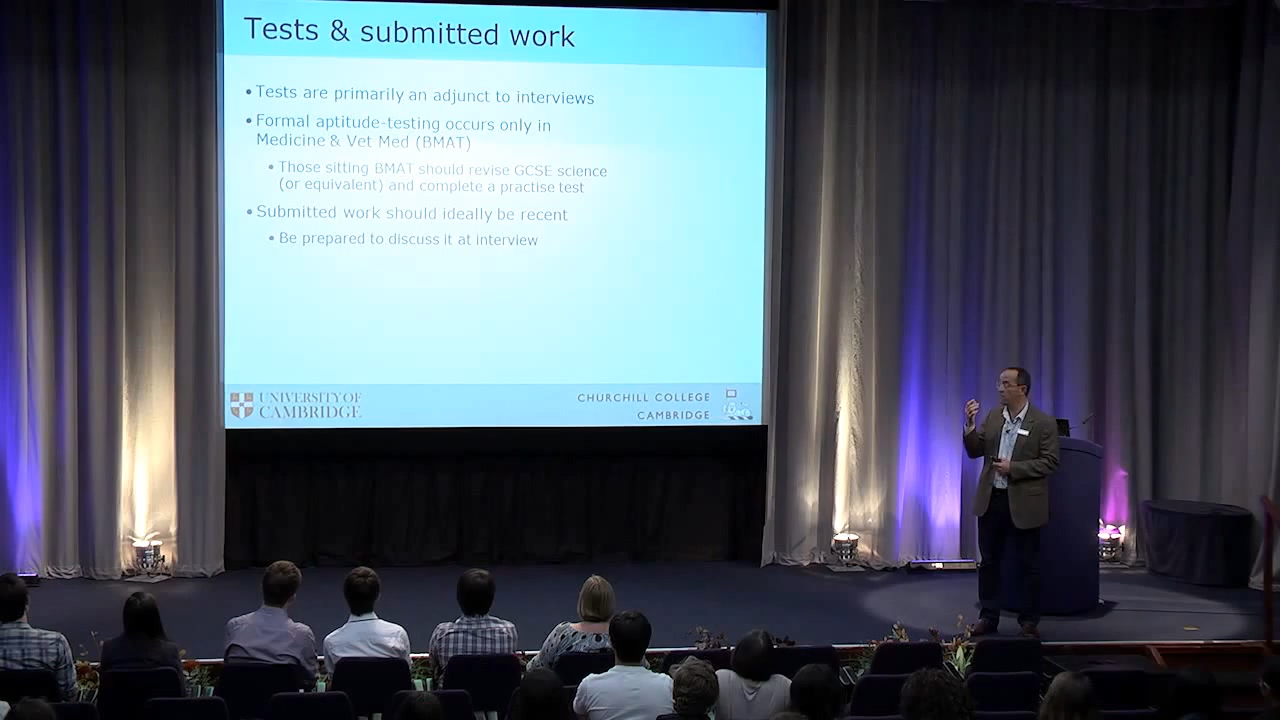 Tests & submitted work
•Tests are primarily an adjunct to interviews
•Formal aptitude-testing occurs only in
Medicine & Vet Med (BMAT)
•Those sitting BMAT should revise GCSE science
(or equivalent) and complete a practise test
•Submitted work should ideally be recent
•Be prepared to discuss it at interview
UNIVERSITY OF
CAMBRIDGE
CHURCHILL COLLEGE
CAMBRIDGE